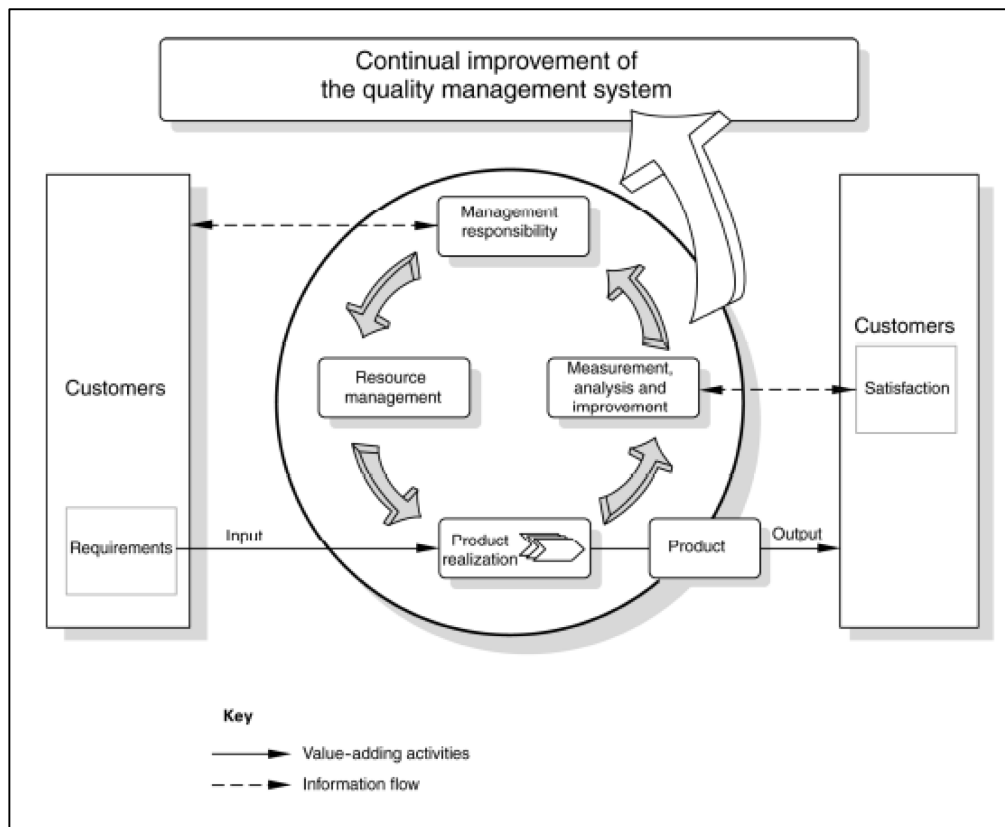 Continual improvement of
the quality management system
Management
responsibility
Customers
Resource
management
Measurement,
analysis and
improvement
Customers
Satisfaction
Requirements
Input
Product
realization
Product
Output
Key
Value-adding activities
Information flow